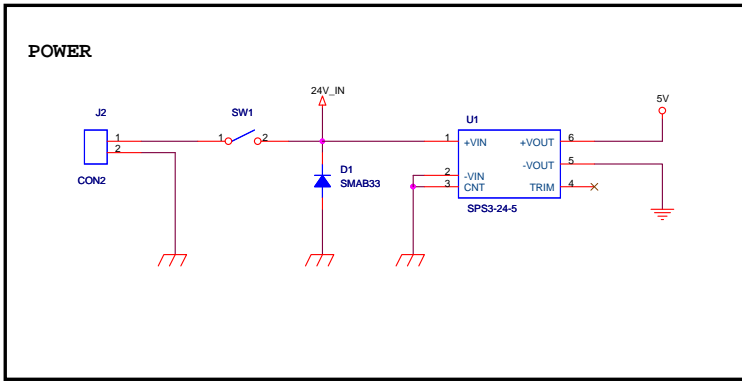 POWER
24V_IN
5V
J2
SW1
U1
1
1
2
1
+VIN
+VOUT
6
2
-VOUT
5
D1
2
-VIN
SMAB33
3
CNT
TRIM
4
CON2
SPS3-24-5